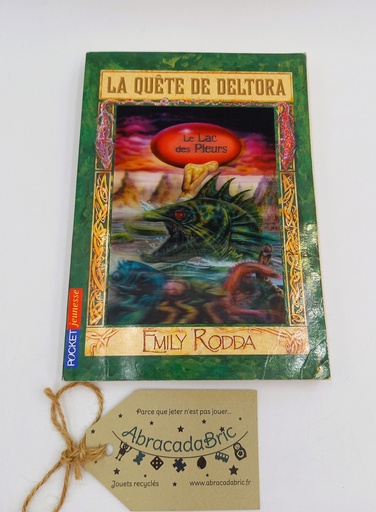 LA QUÊTE DE DELTORA
Le Lac
des Pleurs
POCKET jeunesse
EMILY RODDA
Parce que jeter n'est pas jouer...
AbracadaBric
Jouets recyclés
www.abracadabric.fr